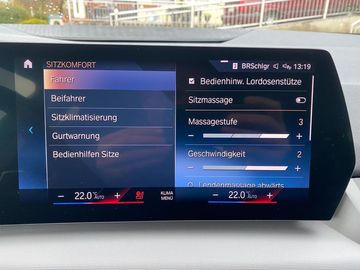 BRSchlgr 13:19
SITZKOMFORT
Fahrer
Beifahrer
Sitzklimatisierung
Gurtwarnung
Bedienhilfen Sitze
Bedienhinw. Lordosenstütze
Sitzmassage
Massagestufe 3
− +
Geschwindigkeit 2
− +
Lendenmassage abwärts
− 22.0°C AUTO +
KLIMA
MENÜ
− 22.0°C AUTO +